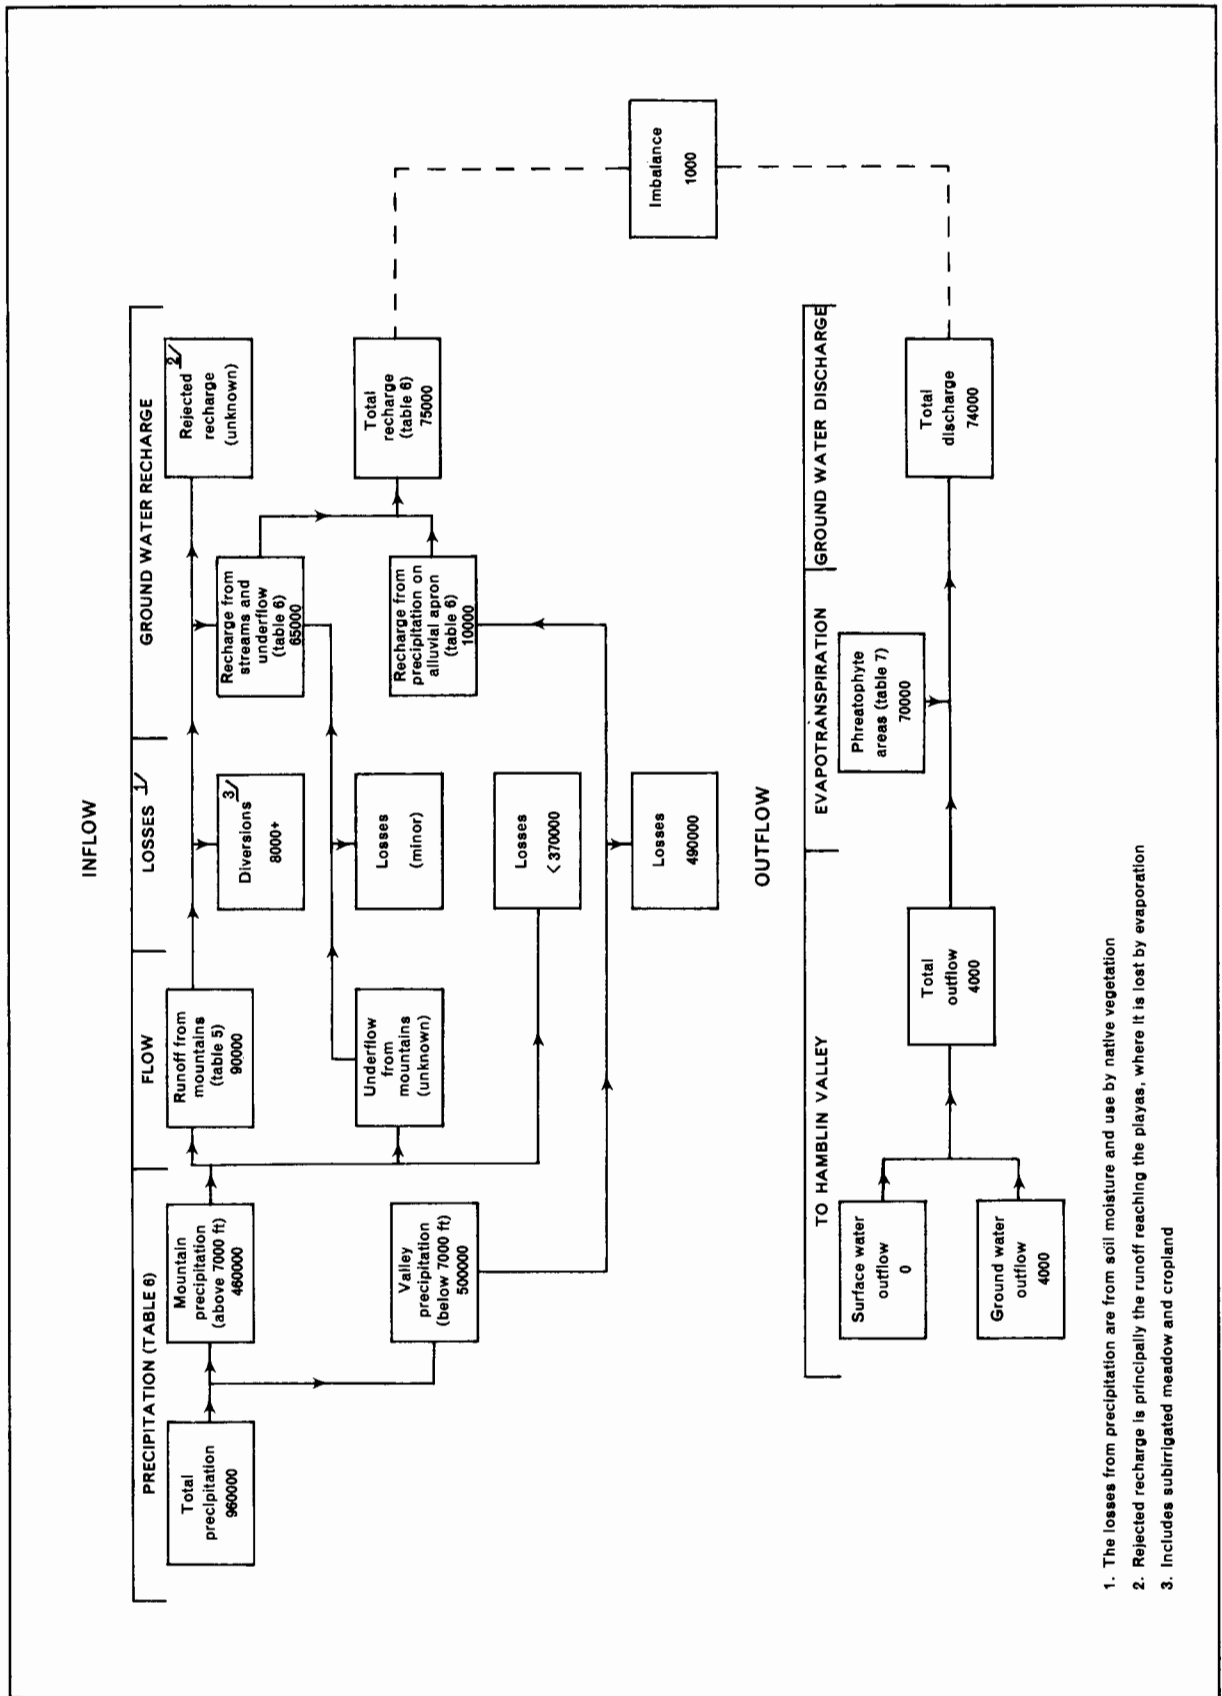 INFLOW
PRECIPITATION (TABLE 6)
FLOW
LOSSES 1/
GROUND WATER RECHARGE
Total
precipitation
960000
Mountain
precipitation
(above 7000 ft)
460000
Valley
precipitation
(below 7000 ft)
500000
Runoff from
mountains
(table 5)
90000
Underflow
from
mountains
(unknown)
3/
Diversions
8000+
Losses
(minor)
Losses
<370000
Losses
490000
2/
Rejected
recharge
(unknown)
Recharge from
streams and
underflow
(table 6)
65000
Recharge from
precipitation on
alluvial apron
(table 6)
10000
Total
recharge
(table 6)
75000
Imbalance
1000
OUTFLOW
TO HAMBLIN VALLEY
EVAPOTRANSPIRATION
GROUND WATER DISCHARGE
Surface water
outflow
0
Ground water
outflow
4000
Total
outflow
4000
Phreatophyte
areas (table 7)
70000
Total
discharge
74000
1. The losses from precipitation are from soil moisture and use by native vegetation
2. Rejected recharge is principally the runoff reaching the playas, where it is lost by evaporation
3. Includes subirrigated meadow and cropland